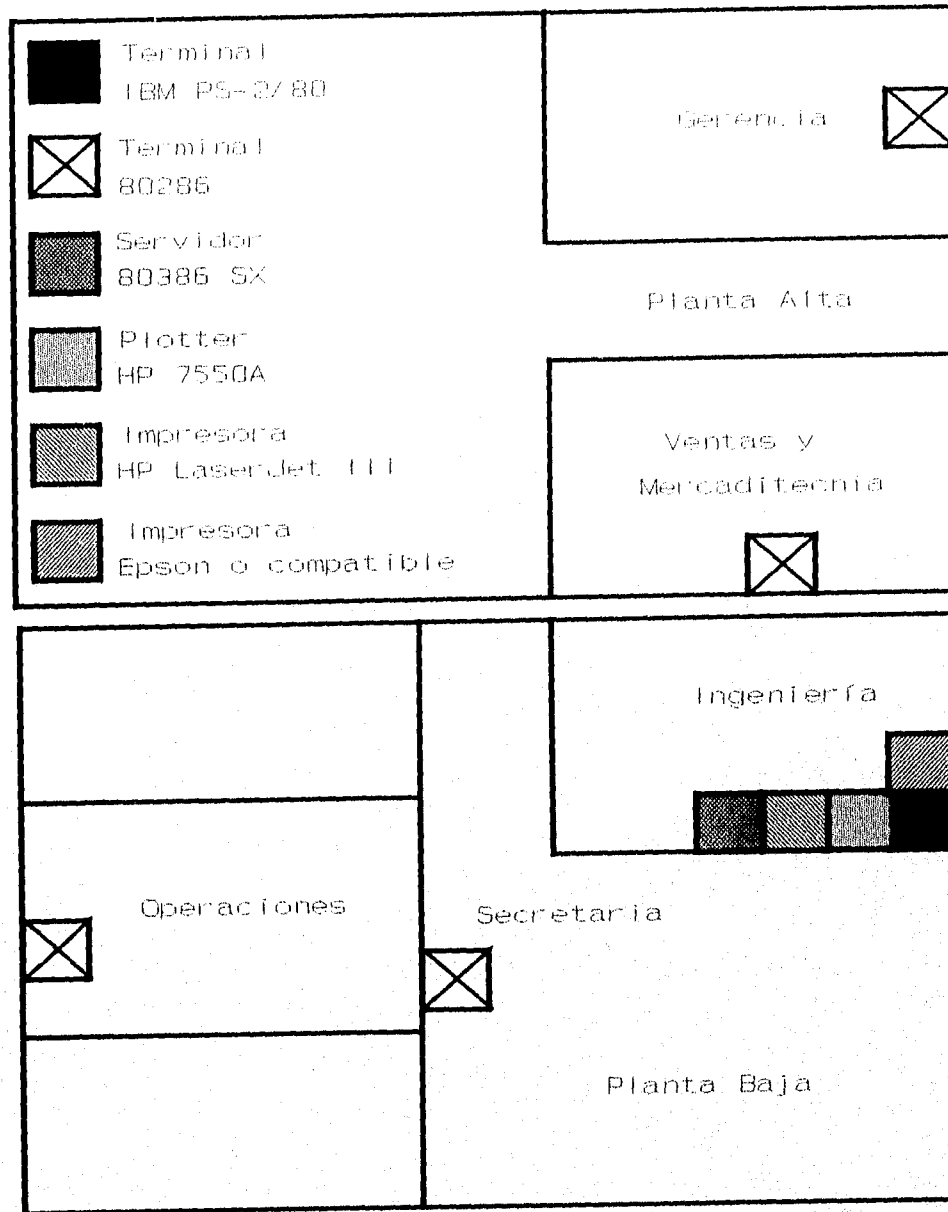 Terminal
IBM PS-2/80
Terminal
80286
Servidor
80386 SX
Plotter
HP 7550A
Impresora
HP LaserJet III
Impresora
Epson o compatible
Gerencia
Planta Alta
Ventas y
Mercaditecnia
Ingeniería
Operaciones
Secretaria
Planta Baja